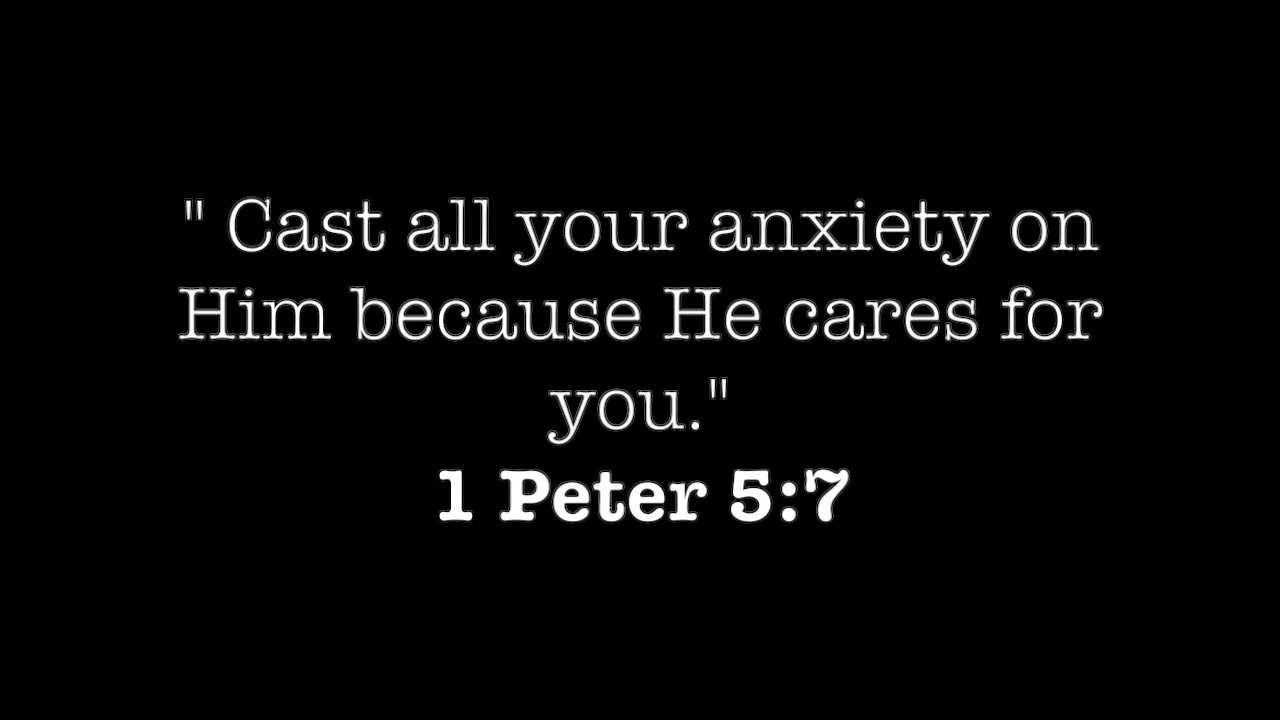 " Cast all your anxiety on
Him because He cares for
you."
1 Peter 5:7